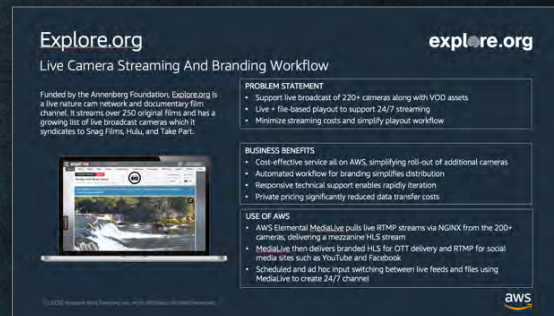 Explore.org
explore.org
Live Camera Streaming And Branding Workflow
Funded by the Annenberg Foundation, Explore.org is
a live nature cam network and documentary film
channel. It streams over 250 original films and has a
growing list of live broadcast cameras which it
syndicates to Snag Films, Hulu, and Take Part.
PROBLEM STATEMENT
• Support live broadcast of 220+ cameras along with VOD assets
• Live + file-based playout to support 24/7 streaming
• Minimize streaming costs and simplify playout workflow
BUSINESS BENEFITS
• Cost-effective service all on AWS, simplifying roll-out of additional cameras
• Automated workflow for branding simplifies distribution
• Responsive technical support enables rapidly iteration
• Private pricing significantly reduced data transfer costs
USE OF AWS
• AWS Elemental MediaLive pulls live RTMP streams via NGINX from the 200+
cameras, delivering a mezzanine HLS stream
• MediaLive then delivers branded HLS for OTT delivery and RTMP for social
media sites such as YouTube and Facebook
• Scheduled and ad hoc input switching between live feeds and files using
MediaLive to create 24/7 channel
aws